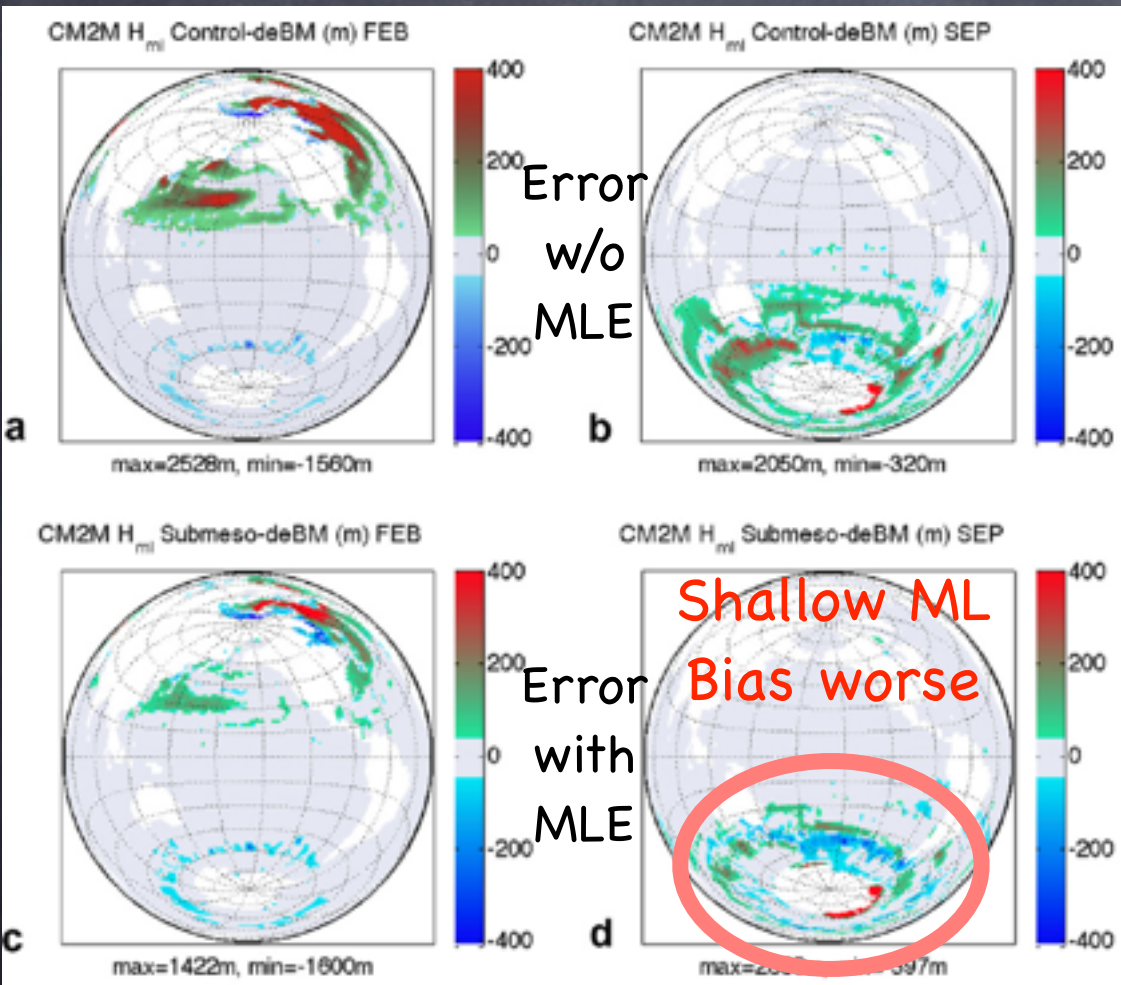 CM2M H_ml Control-deBM (m) FEB
400
200
0
-200
-400
a
max=2528m, min=-1560m
CM2M H_ml Control-deBM (m) SEP
400
200
0
-200
-400
b
max=2050m, min=-320m
Error
w/o
MLE
CM2M H_ml Submeso-deBM (m) FEB
400
200
0
-200
-400
c
max=1422m, min=-1600m
CM2M H_ml Submeso-deBM (m) SEP
400
200
0
-200
-400
d
Shallow ML
Bias worse
Error
with
MLE